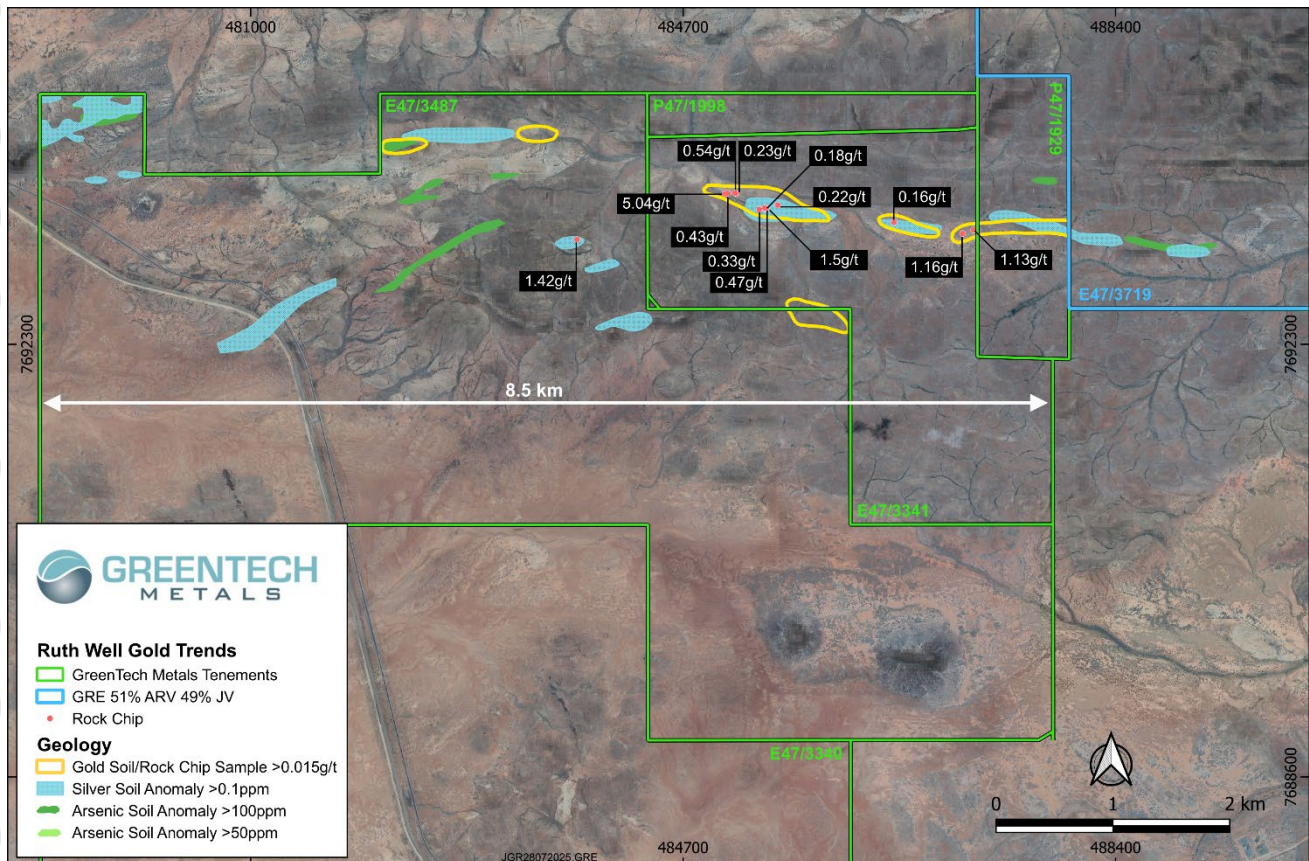 481000
484700
488400
E47/3487
P47/1998
P47/1929
0.54g/t
0.23g/t
0.18g/t
5.04g/t
0.22g/t
0.16g/t
0.43g/t
0.33g/t
1.5g/t
1.16g/t
1.13g/t
1.42g/t
0.47g/t
E47/3719
7692300
7692300
8.5 km
E47/3341
GREENTECH
METALS
Ruth Well Gold Trends
GreenTech Metals Tenements
GRE 51% ARV 49% JV
Rock Chip
Geology
Gold Soil/Rock Chip Sample >0.015g/t
Silver Soil Anomaly >0.1ppm
Arsenic Soil Anomaly >100ppm
Arsenic Soil Anomaly >50ppm
E47/3340
7688600
0 1 2 km
JGR28072025.GRE
484700
488400